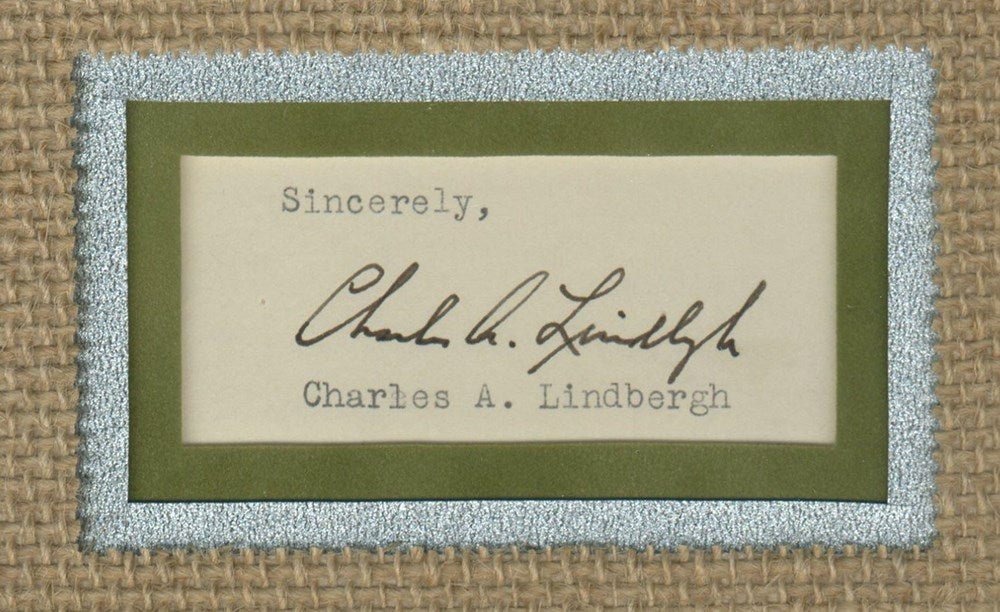 Sincerely,
Charles A. Lindbergh
Charles A. Lindbergh